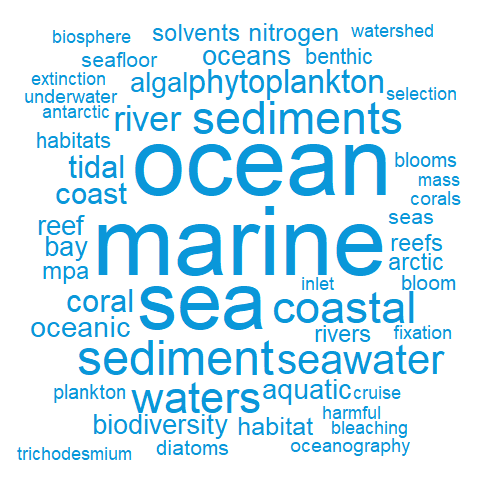 biosphere solvents nitrogen watershed
seafloor oceans benthic
extinction algal phytoplankton
underwater selection
antarctic river sediments
habitats
tidal ocean blooms
coast mass
corals
reef marine seas
bay reefs
mpa arctic
coral sea inlet bloom
oceanic coastal
rivers fixation
sediment seawater
plankton waters aquatic cruise
biodiversity habitat harmful
bleaching
trichodesmium diatoms oceanography